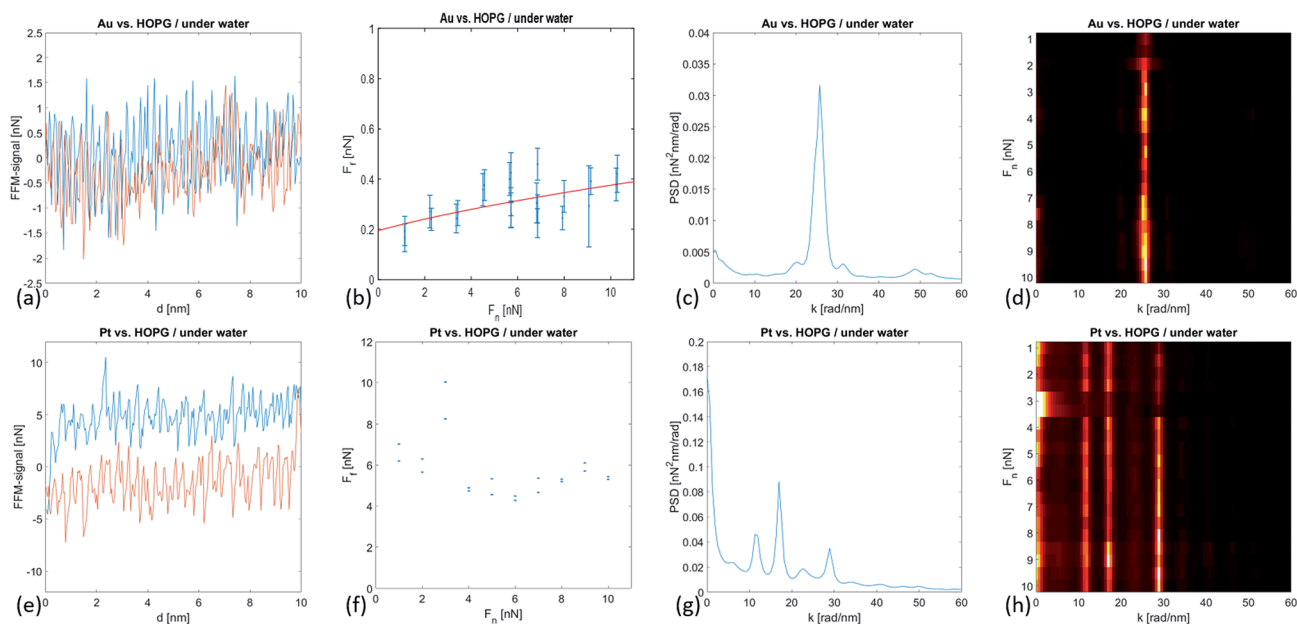 Au vs. HOPG / under water
FFM-signal [nN]
2.5
2
1.5
1
0.5
0
-0.5
-1
-1.5
-2
-2.5
0 2 4 6 8 10
d [nm]
(a)
Au vs. HOPG / under water
F_f [nN]
1
0.8
0.6
0.4
0.2
0
0 2 4 6 8 10
F_n [nN]
(b)
Au vs. HOPG / under water
PSD [nN²nm/rad]
0.04
0.035
0.03
0.025
0.02
0.015
0.01
0.005
0
0 10 20 30 40 50 60
k [rad/nm]
(c)
Au vs. HOPG / under water
F_n [nN]
1
2
3
4
5
6
7
8
9
10
0 10 20 30 40 50 60
k [rad/nm]
(d)
Pt vs. HOPG / under water
FFM-signal [nN]
10
5
0
-5
-10
0 2 4 6 8 10
d [nm]
(e)
Pt vs. HOPG / under water
F_f [nN]
14
12
10
8
6
4
2
0
0 2 4 6 8 10
F_n [nN]
(f)
Pt vs. HOPG / under water
PSD [nN²nm/rad]
0.2
0.18
0.16
0.14
0.12
0.1
0.08
0.06
0.04
0.02
0
0 10 20 30 40 50 60
k [rad/nm]
(g)
Pt vs. HOPG / under water
F_n [nN]
1
2
3
4
5
6
7
8
9
10
0 10 20 30 40 50 60
k [rad/nm]
(h)